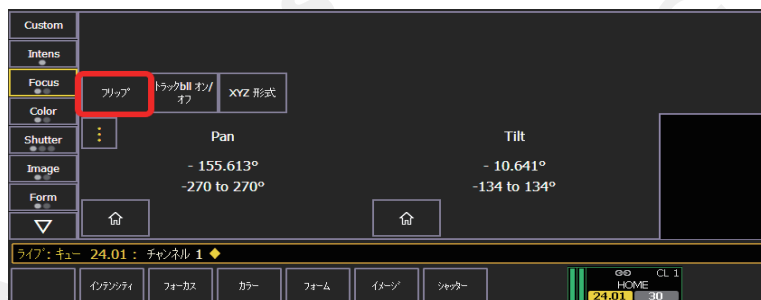 Custom
Intens
Focus
Color
Shutter
Image
Form
ﾌﾘｯﾌﾟ
ﾄﾗｯｸbll ｵﾝ/
ｵﾌ
XYZ 形式
Pan
Tilt
- 155.613º
- 10.641º
-270 to 270º
-134 to 134º
ﾗｲﾌﾞ: ｷｭｰ 24.01 : ﾁｬﾝﾈﾙ 1
ｲﾝﾃﾝｼﾃｨ
ﾌｫｰｶｽ
ｶﾗｰ
ﾌｫｰﾑ
ｲﾒｰｼﾞ
ｼｬｯﾀｰ
CL 1
HOME
24.01 30